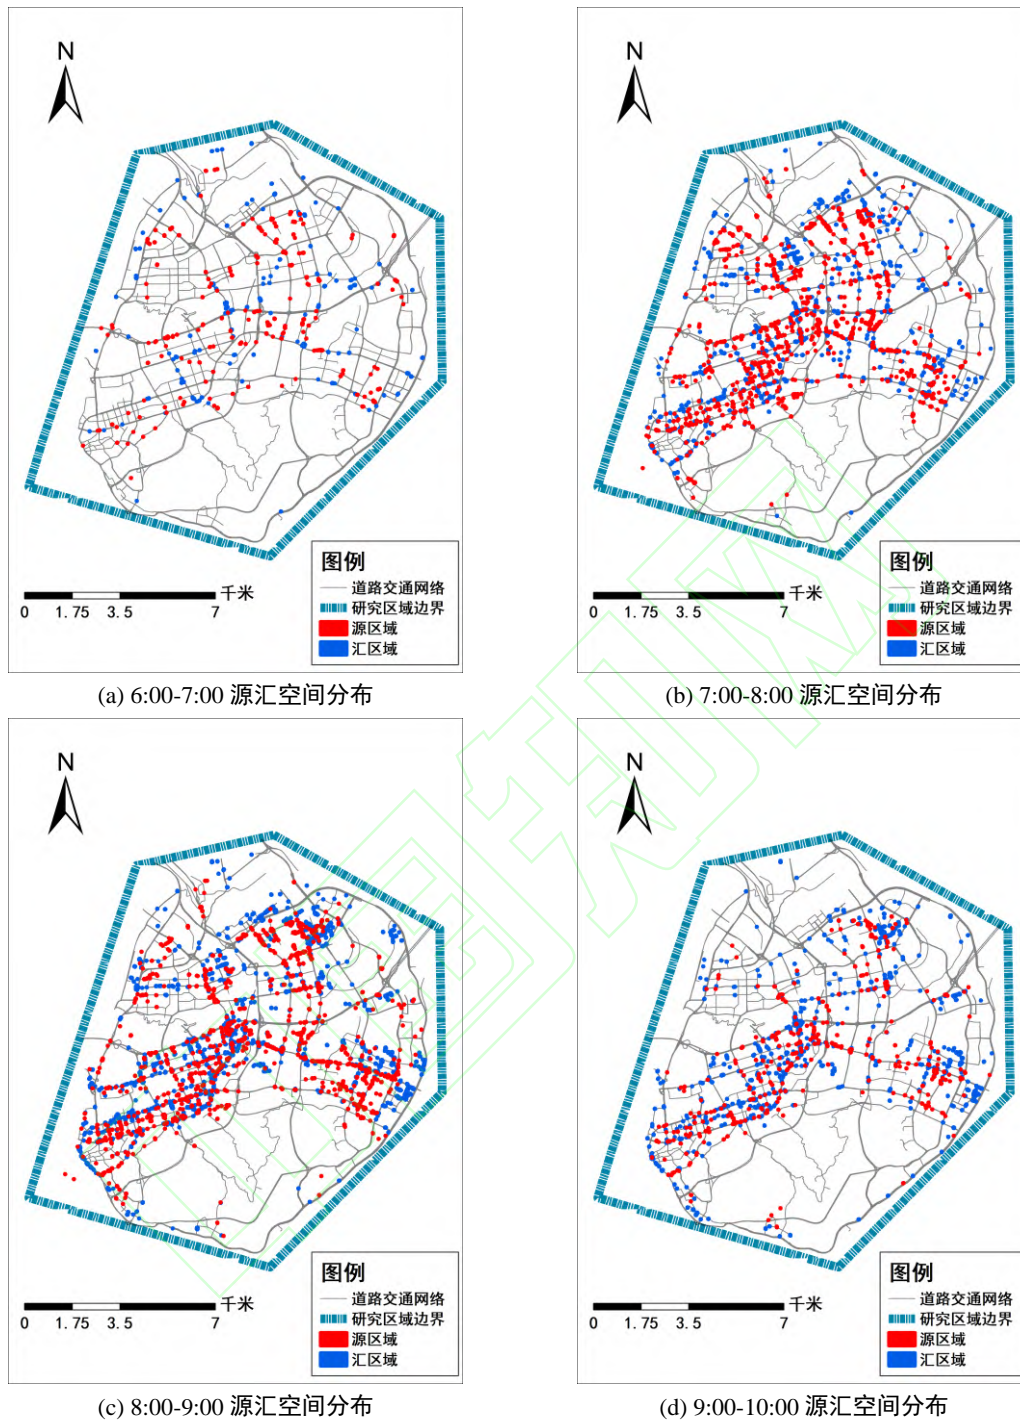 N
图例
道路交通网络
研究区域边界
源区域
汇区域
千米
0 1.75 3.5 7
(a) 6:00-7:00 源汇空间分布
N
图例
道路交通网络
研究区域边界
源区域
汇区域
千米
0 1.75 3.5 7
(b) 7:00-8:00 源汇空间分布
N
图例
道路交通网络
研究区域边界
源区域
汇区域
千米
0 1.75 3.5 7
(c) 8:00-9:00 源汇空间分布
N
图例
道路交通网络
研究区域边界
源区域
汇区域
千米
0 1.75 3.5 7
(d) 9:00-10:00 源汇空间分布